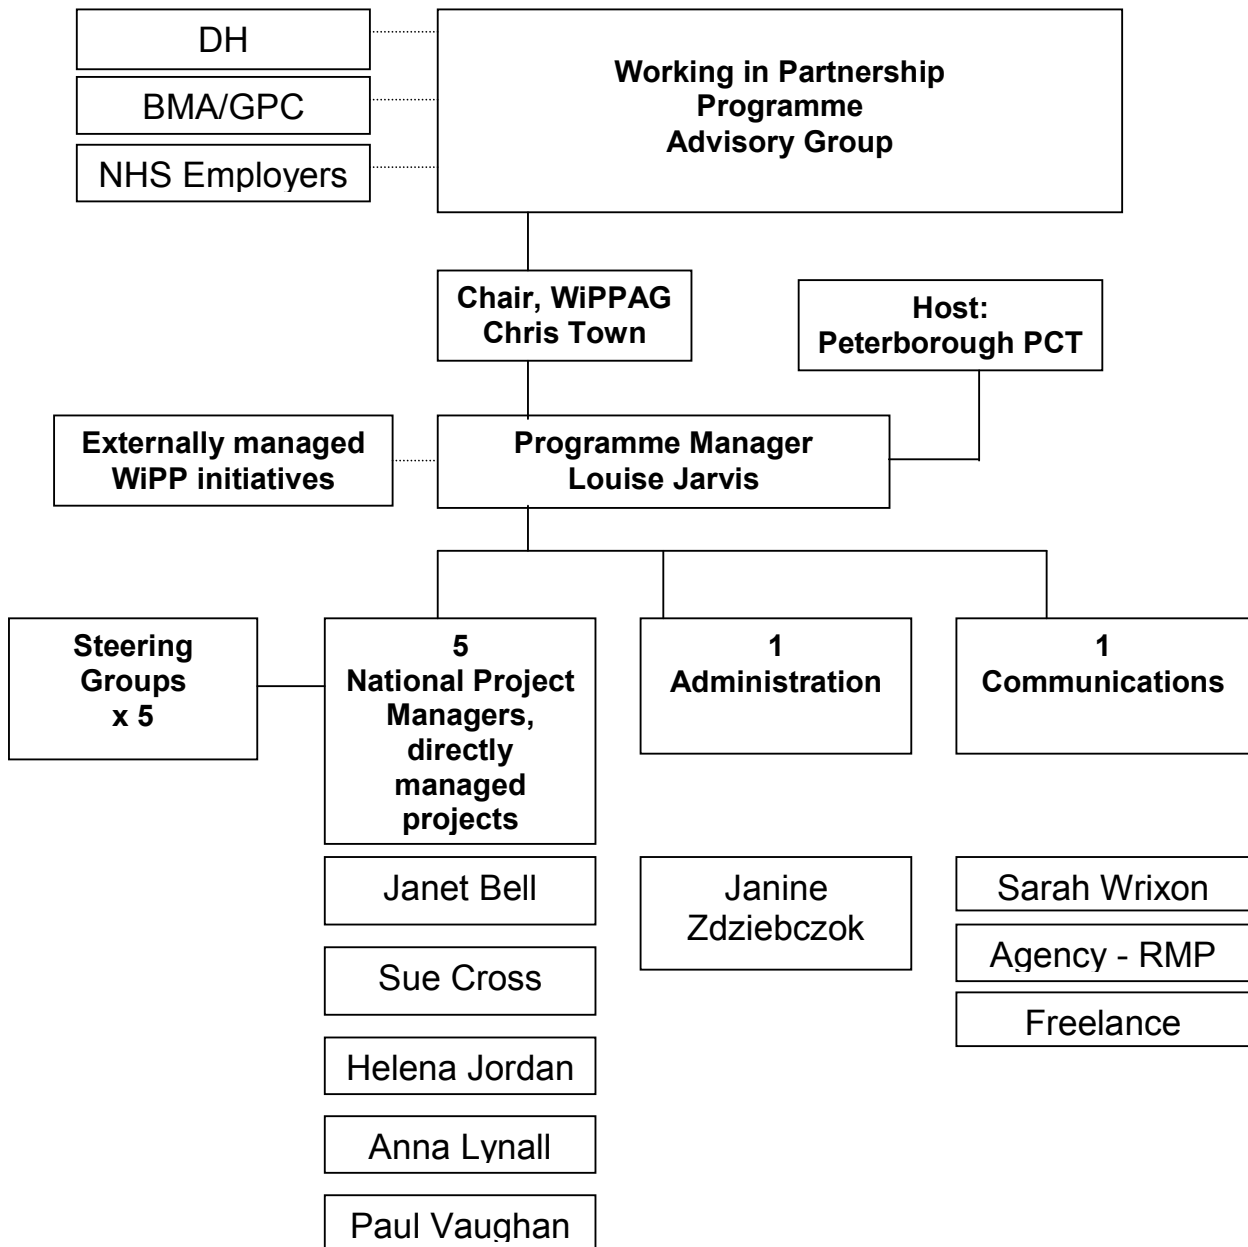 DH
BMA/GPC
NHS Employers
Working in Partnership
Programme
Advisory Group
Chair, WiPPAG
Chris Town
Host:
Peterborough PCT
Externally managed
WiPP initiatives
Programme Manager
Louise Jarvis
Steering
Groups
x 5
5
National Project
Managers,
directly
managed
projects
1
Administration
1
Communications
Janet Bell
Sue Cross
Helena Jordan
Anna Lynall
Paul Vaughan
Janine
Zdziebczok
Sarah Wrixon
Agency - RMP
Freelance